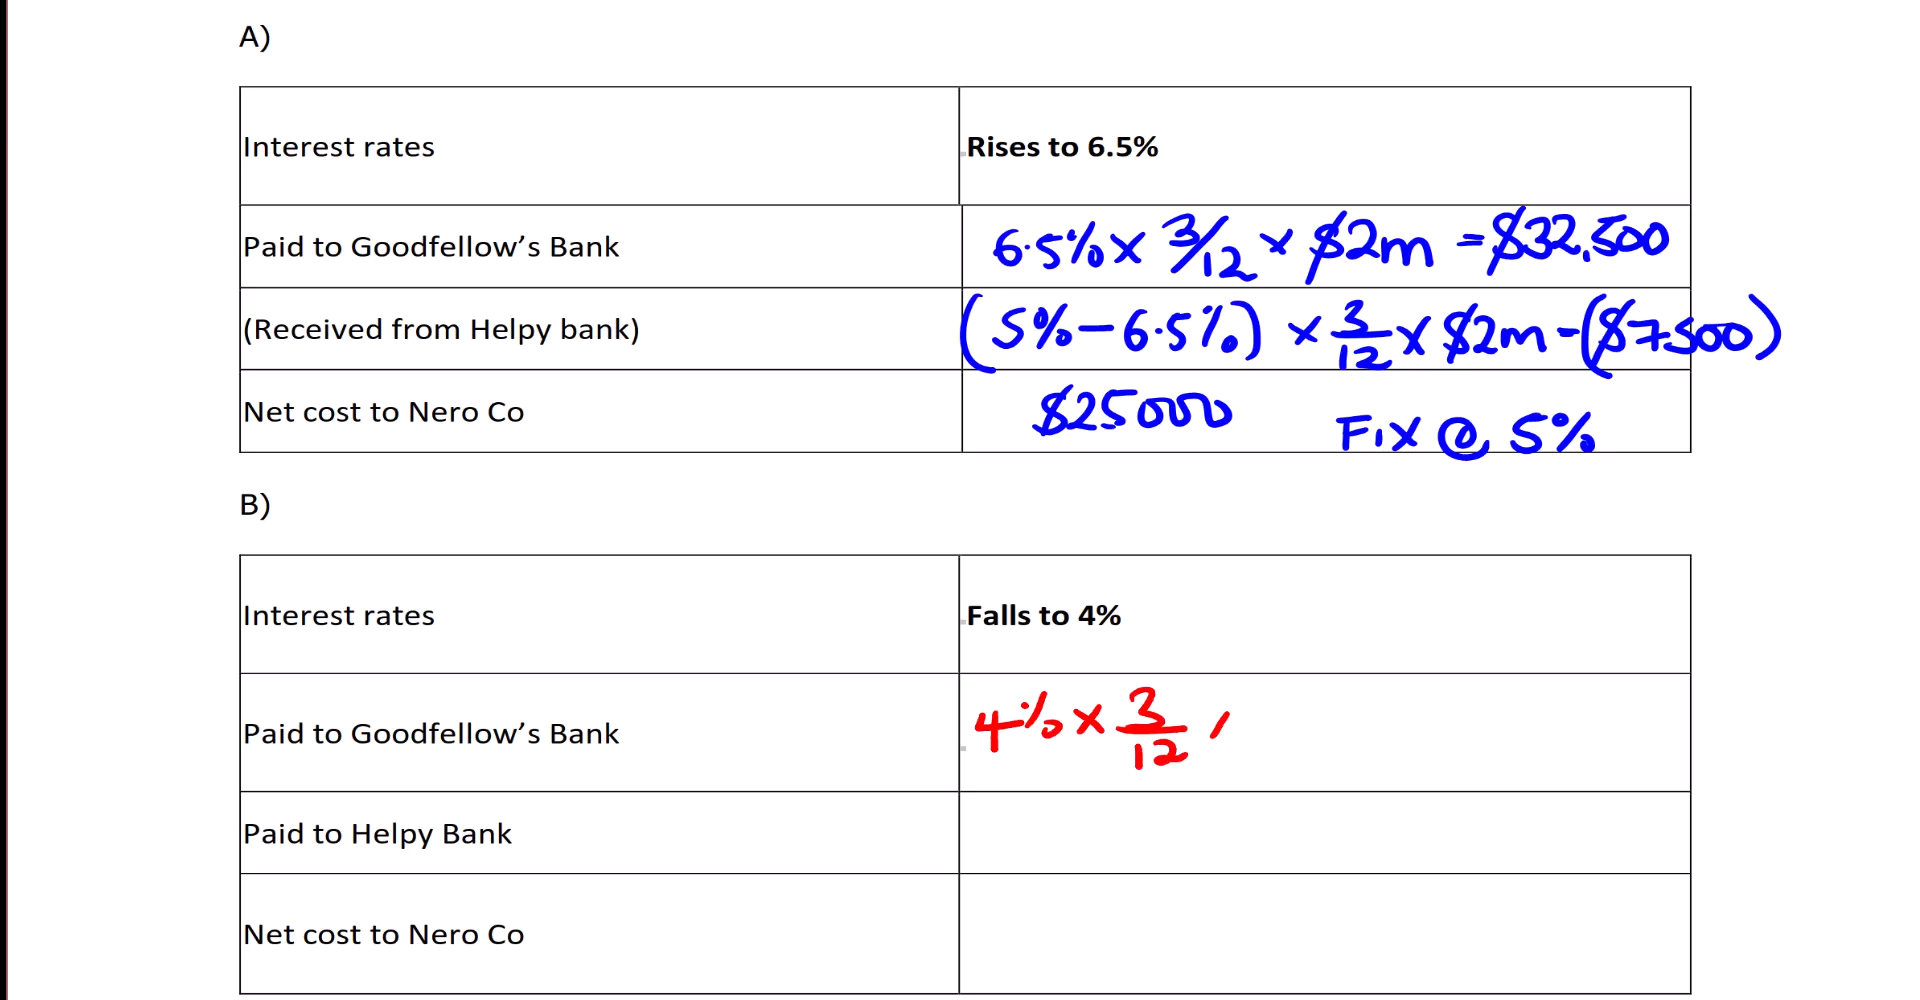 A)
Interest rates Rises to 6.5%
Paid to Goodfellow’s Bank 6.5% x 3/12 x $2m = $32,500
(Received from Helpy bank) (5% - 6.5%) x 3/12 x $2m = ($7500)
Net cost to Nero Co $25000 Fix @ 5%
B)
Interest rates Falls to 4%
Paid to Goodfellow’s Bank 4% x 3/12
Paid to Helpy Bank
Net cost to Nero Co